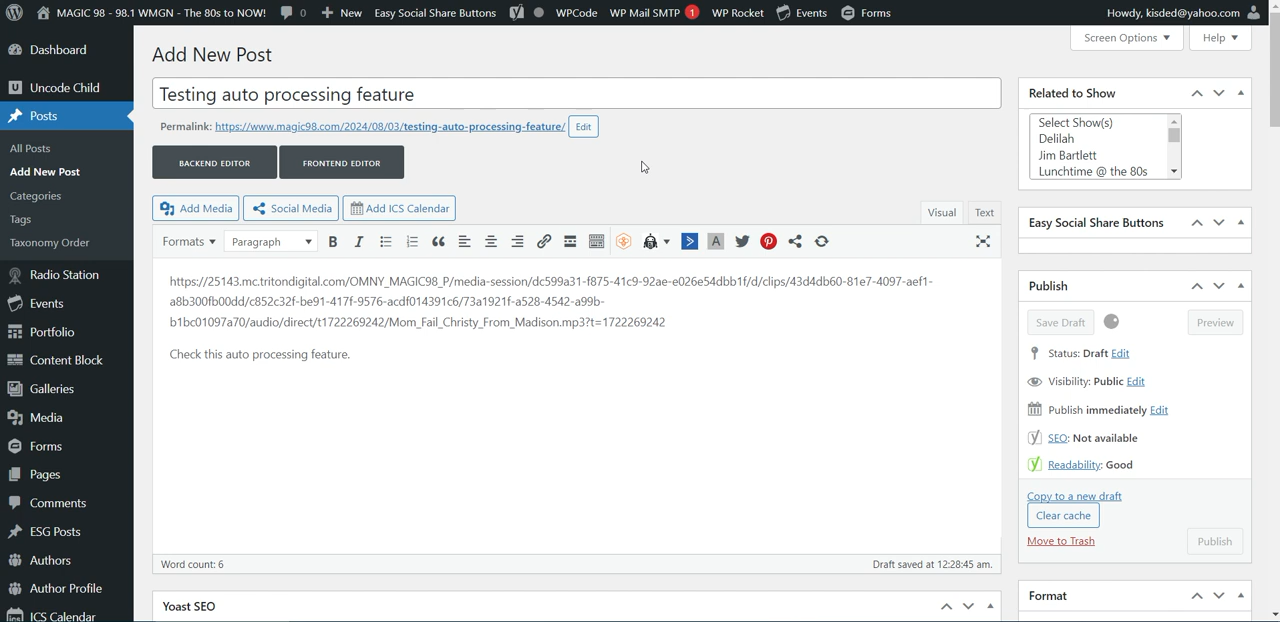 MAGIC 98 - 98.1 WMGN - The 80s to NOW! 0 New Easy Social Share Buttons WPCode WP Mail SMTP 1 WP Rocket Events Forms Howdy, kisded@yahoo.com
Dashboard
Uncode Child
Posts
All Posts
Add New Post
Categories
Tags
Taxonomy Order
Radio Station
Events
Portfolio
Content Block
Galleries
Media
Forms
Pages
Comments
ESG Posts
Authors
Author Profile
ICS Calendar
Screen Options Help
Add New Post
Testing auto processing feature
Permalink: https://www.magic98.com/2024/08/03/testing-auto-processing-feature/ Edit
BACKEND EDITOR FRONTEND EDITOR
Add Media Social Media Add ICS Calendar
Visual Text
Formats Paragraph B I A
https://25143.mc.tritondigital.com/OMNY_MAGIC98_P/media-session/dc599a31-f875-41c9-92ae-e026e54dbb1f/d/clips/43d4db60-81e7-4097-aef1-
a8b300fb00dd/c852c32f-be91-417f-9576-acdf014391c6/73a1921f-a528-4542-a99b-
b1bc01097a70/audio/direct/t1722269242/Mom_Fail_Christy_From_Madison.mp3?t=1722269242
Check this auto processing feature.
Word count: 6 Draft saved at 12:28:45 am.
Yoast SEO
Related to Show
Select Show(s)
Delilah
Jim Bartlett
Lunchtime @ the 80s
Easy Social Share Buttons
Publish
Save Draft Preview
Status: Draft Edit
Visibility: Public Edit
Publish immediately Edit
SEO: Not available
Readability: Good
Copy to a new draft
Clear cache
Move to Trash Publish
Format